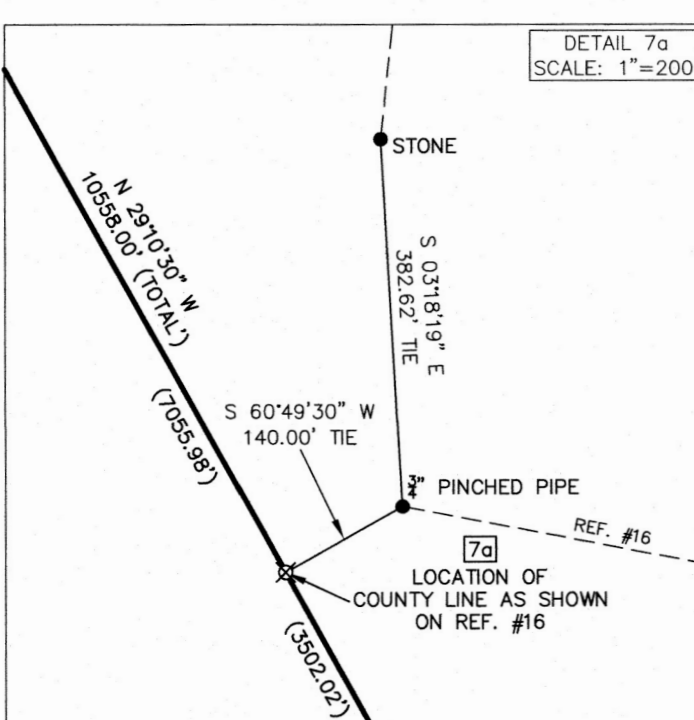 DETAIL 7a
SCALE: 1"=200
STONE
N 29°10'30" W
10558.00' (TOTAL')
S 03°18'19" E
382.62' TIE
(7055.98')
S 60°49'30" W
140.00' TIE
3/4" PINCHED PIPE
REF. #16
7a
LOCATION OF
COUNTY LINE AS SHOWN
ON REF. #16
(3502.02')